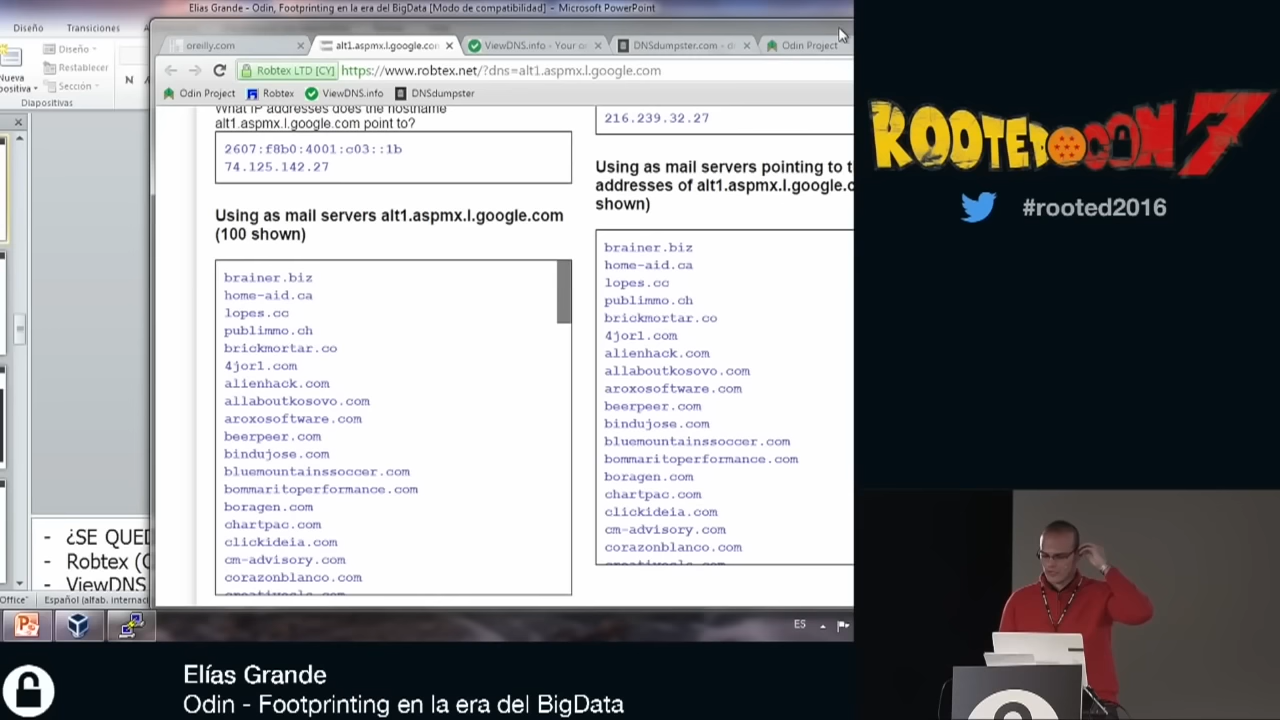 Elías Grande - Odin, Footprinting en la era del BigData [Modo de compatibilidad] - Microsoft PowerPoint
Diseño
Transiciones
Nueva
positiva
Diseño
Restablecer
Sección
Diapositivas
N
oreilly.com
alt1.aspmx.l.google.com
ViewDNS.info - Your o
DNSdumpster.com - d
Odin Project
Robtex LTD [CY]
https://www.robtex.net/?dns=alt1.aspmx.l.google.com
Odin Project
Robtex
ViewDNS.info
DNSdumpster
What IP addresses does the hostname
alt1.aspmx.l.google.com point to?
2607:f8b0:4001:c03::1b
74.125.142.27
Using as mail servers alt1.aspmx.l.google.com
(100 shown)
brainer.biz
home-aid.ca
lopes.cc
publimmo.ch
brickmortar.co
4jor1.com
alienhack.com
allaboutkosovo.com
aroxosoftware.com
beerpeer.com
bindujose.com
bluemountainssoccer.com
bommaritoperformance.com
boragen.com
chartpac.com
clickideia.com
cm-advisory.com
corazonblanco.com
216.239.32.27
Using as mail servers pointing to t
addresses of alt1.aspmx.l.google.c
shown)
brainer.biz
home-aid.ca
lopes.cc
publimmo.ch
brickmortar.co
4jor1.com
alienhack.com
allaboutkosovo.com
aroxosoftware.com
beerpeer.com
bindujose.com
bluemountainssoccer.com
bommaritoperformance.com
boragen.com
chartpac.com
clickideia.com
cm-advisory.com
corazonblanco.com
- ¿SE QUED
- Robtex (C
- ViewDNS
Office"
Español (alfab. internaci
ES
ROOTED CON 7
#rooted2016
Elías Grande
Odin - Footprinting en la era del BigData